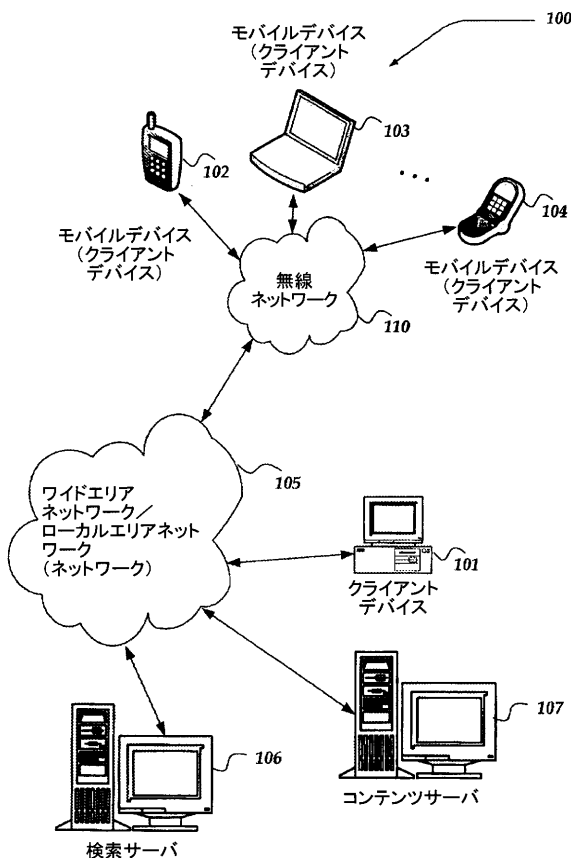 100
モバイルデバイス
(クライアント
デバイス)
103
102
104
モバイルデバイス
(クライアント
デバイス)
モバイルデバイス
(クライアント
デバイス)
無線
ネットワーク
110
105
ワイドエリア
ネットワーク/
ローカルエリアネット
ワーク
(ネットワーク)
101
クライアント
デバイス
107
106
コンテンツサーバ
検索サーバ